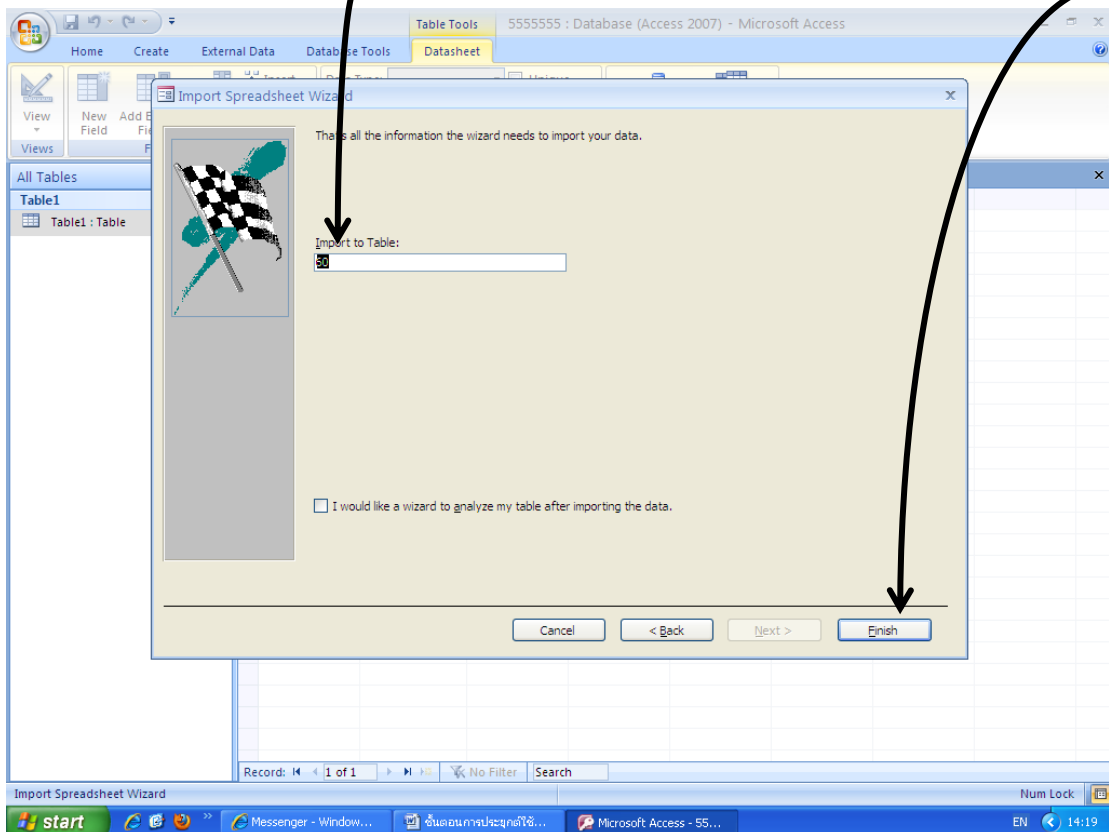 Table Tools 5555555 : Database (Access 2007) - Microsoft Access
Home Create External Data Database Tools Datasheet
View New Field
Views
Import Spreadsheet Wizard
All Tables
Table1
Table1 : Table
That's all the information the wizard needs to import your data.
Import to Table:
60
I would like a wizard to analyze my table after importing the data.
Cancel < Back Next > Finish
Record: 1 of 1 No Filter Search
Import Spreadsheet Wizard Num Lock
start Messenger - Window... ขั้นตอนการประยุกต์ใช้... Microsoft Access - 55... EN 14:19